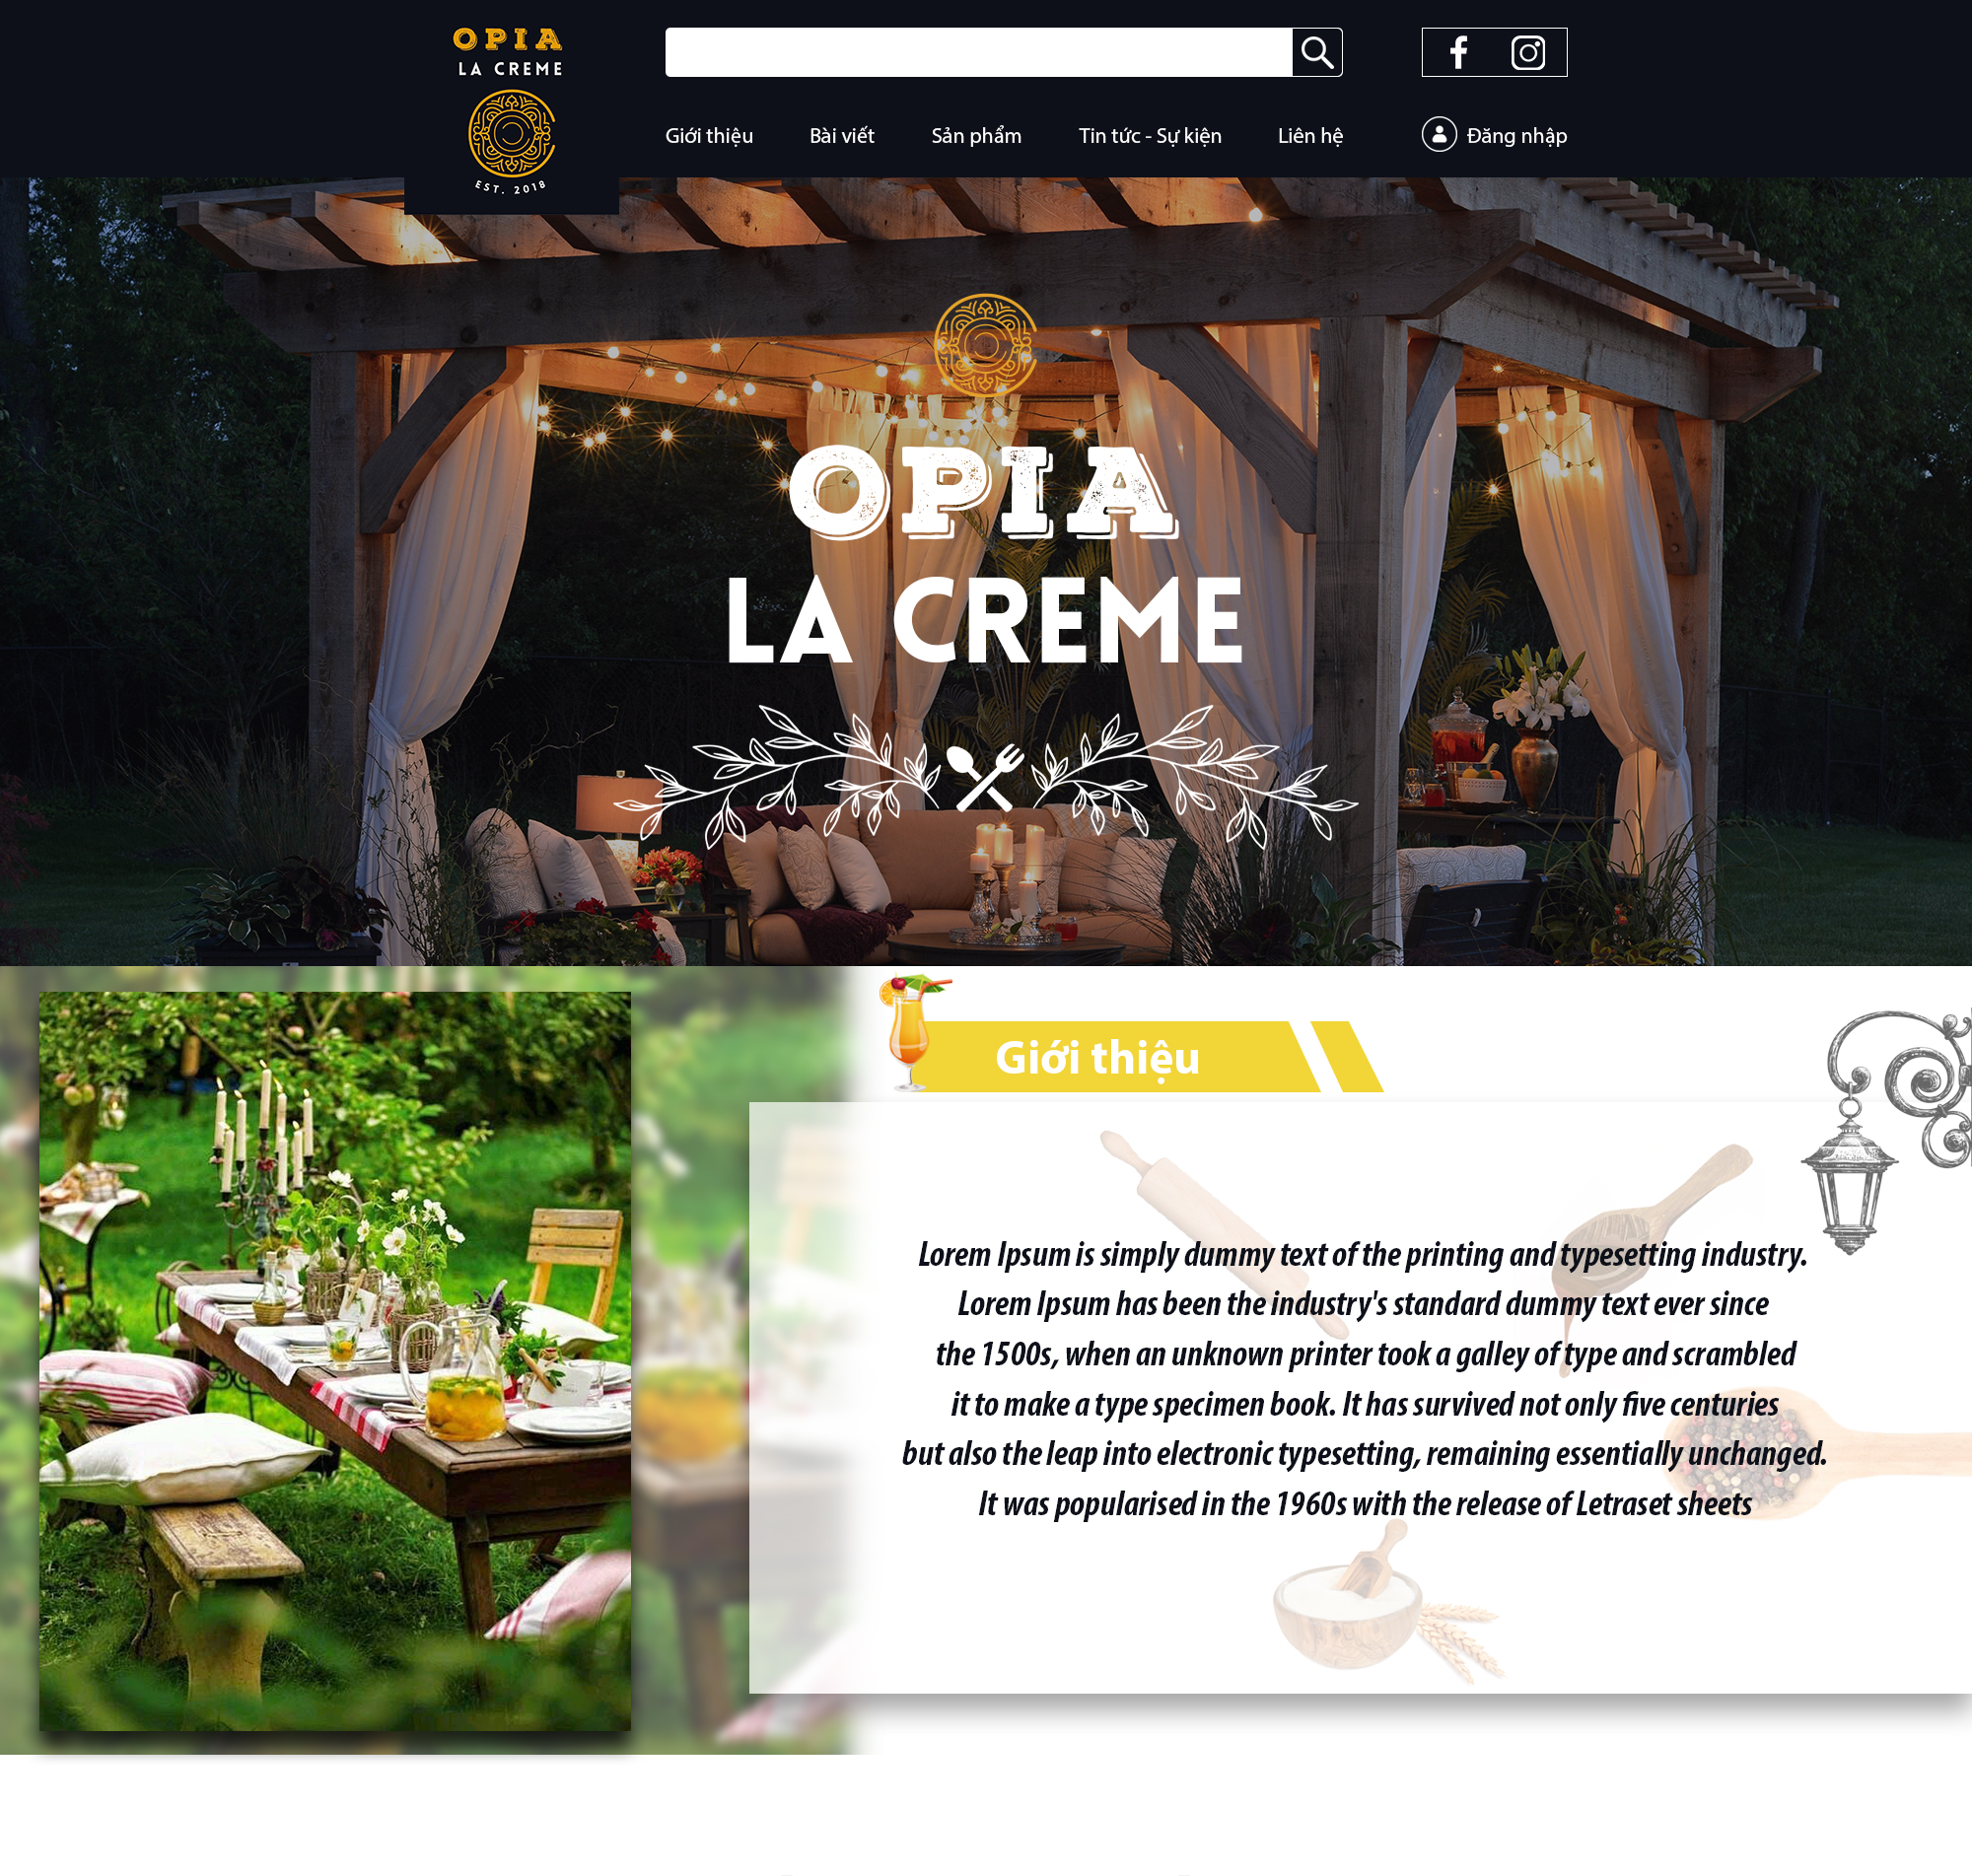 OPIA
LA CREME
EST. 2018
Giới thiệu
Bài viết
Sản phẩm
Tin tức - Sự kiện
Liên hệ
Đăng nhập
OPIA
LA CREME
Giới thiệu
Lorem Ipsum is simply dummy text of the printing and typesetting industry.
Lorem Ipsum has been the industry's standard dummy text ever since
the 1500s, when an unknown printer took a galley of type and scrambled
it to make a type specimen book. It has survived not only five centuries
but also the leap into electronic typesetting, remaining essentially unchanged.
It was popularised in the 1960s with the release of Letraset sheets